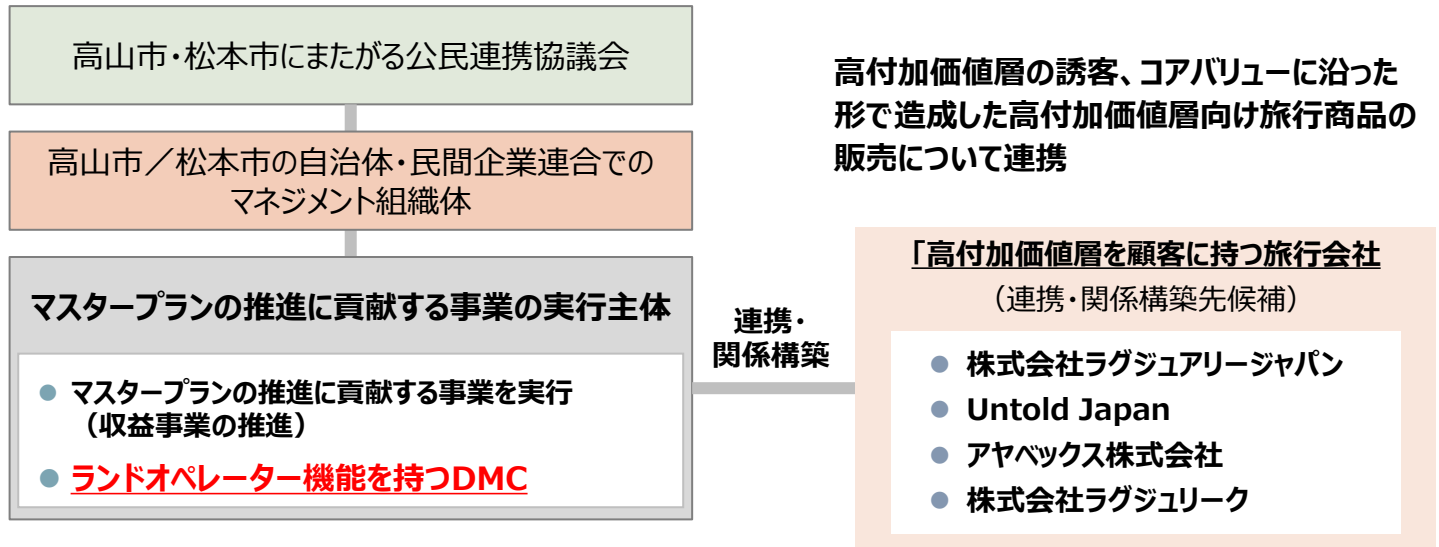 高山市・松本市にまたがる公民連携協議会
高山市／松本市の自治体・民間企業連合での
マネジメント組織体
マスタープランの推進に貢献する事業の実行主体
● マスタープランの推進に貢献する事業を実行
（収益事業の推進）
● ランドオペレーター機能を持つDMC
連携・
関係構築
高付加価値層の誘客、コアバリューに沿った
形で造成した高付加価値層向け旅行商品の
販売について連携
「高付加価値層を顧客に持つ旅行会社
（連携・関係構築先候補）
● 株式会社ラグジュアリージャパン
● Untold Japan
● アヤベックス株式会社
● 株式会社ラグジュリーク